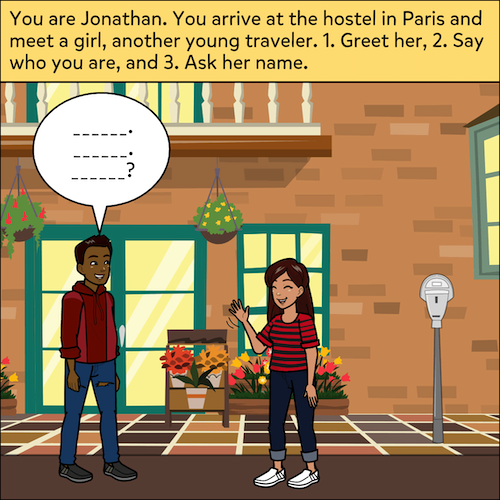 You are Jonathan. You arrive at the hostel in Paris and
meet a girl, another young traveler. 1. Greet her, 2. Say
who you are, and 3. Ask her name.
______.
______.
______?